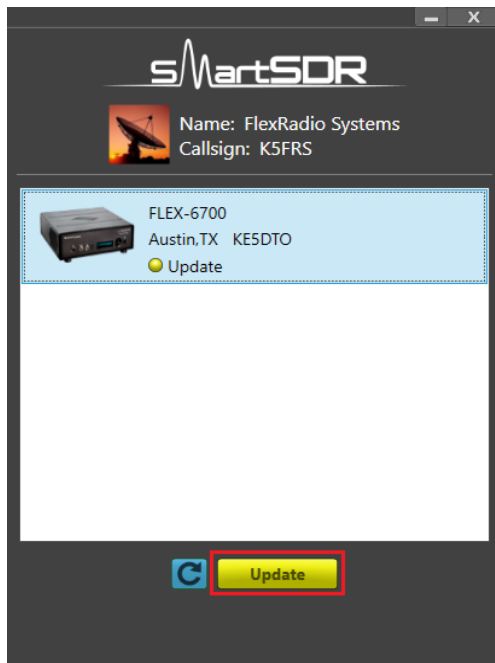 X
smartSDR
Name: FlexRadio Systems
Callsign: K5FRS
FLEX-6700
Austin,TX KE5DTO
Update
Update